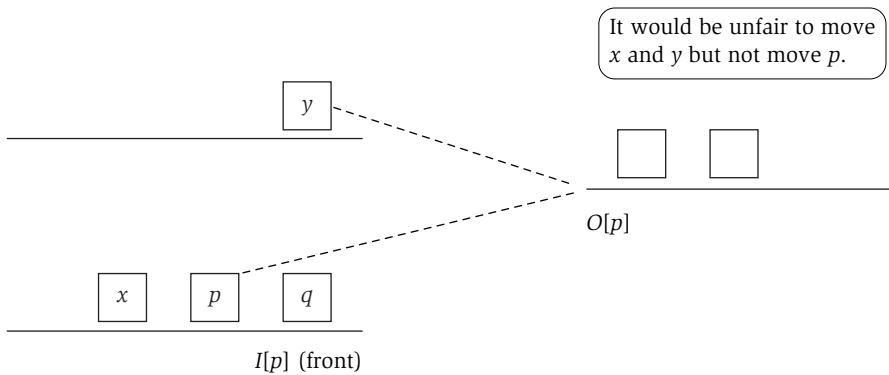 It would be unfair to move
x and y but not move p.
y
O[p]
x p q
I[p] (front)